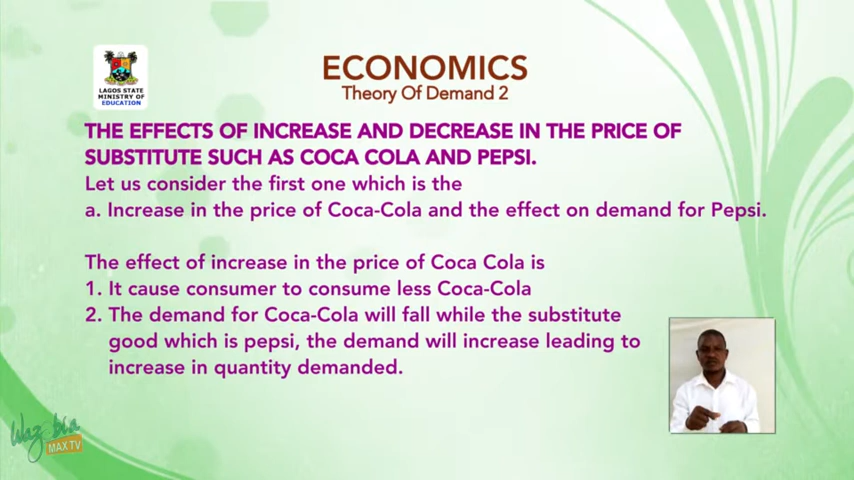 LAGOS STATE
MINISTRY OF
EDUCATION
ECONOMICS
Theory Of Demand 2
THE EFFECTS OF INCREASE AND DECREASE IN THE PRICE OF
SUBSTITUTE SUCH AS COCA COLA AND PEPSI.
Let us consider the first one which is the
a. Increase in the price of Coca-Cola and the effect on demand for Pepsi.
The effect of increase in the price of Coca Cola is
1. It cause consumer to consume less Coca-Cola
2. The demand for Coca-Cola will fall while the substitute
good which is pepsi, the demand will increase leading to
increase in quantity demanded.
Wazobia
MAX TV